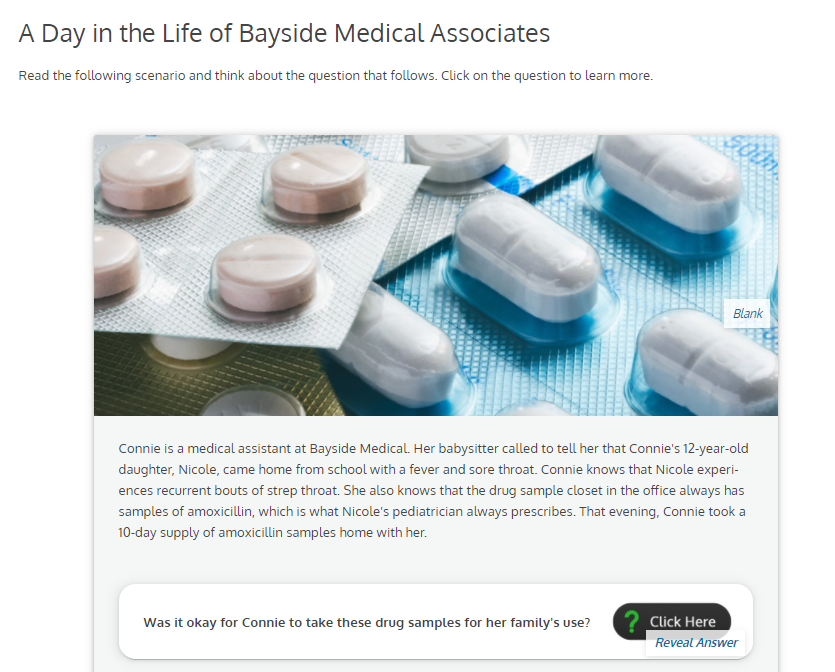 A Day in the Life of Bayside Medical Associates
Read the following scenario and think about the question that follows. Click on the question to learn more.
Blank
Connie is a medical assistant at Bayside Medical. Her babysitter called to tell her that Connie's 12-year-old
daughter, Nicole, came home from school with a fever and sore throat. Connie knows that Nicole experi-
ences recurrent bouts of strep throat. She also knows that the drug sample closet in the office always has
samples of amoxicillin, which is what Nicole's pediatrician always prescribes. That evening, Connie took a
10-day supply of amoxicillin samples home with her.
Was it okay for Connie to take these drug samples for her family's use?
? Click Here
Reveal Answer